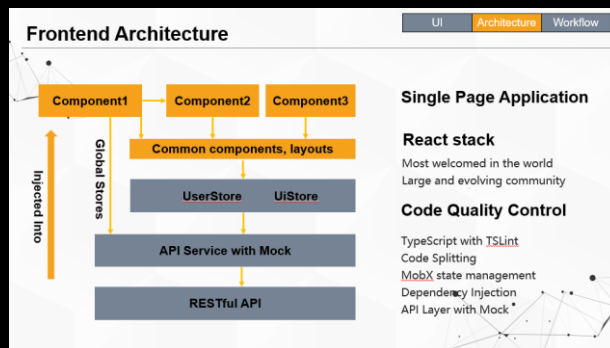 Frontend Architecture
UI
Architecture
Workflow
Component1
Component2
Component3
Common components, layouts
Injected Into
Global Stores
UserStore
UiStore
API Service with Mock
RESTful API
Single Page Application
React stack
Most welcomed in the world
Large and evolving community
Code Quality Control
TypeScript with TSLint
Code Splitting
MobX state management
Dependency Injection
API Layer with Mock